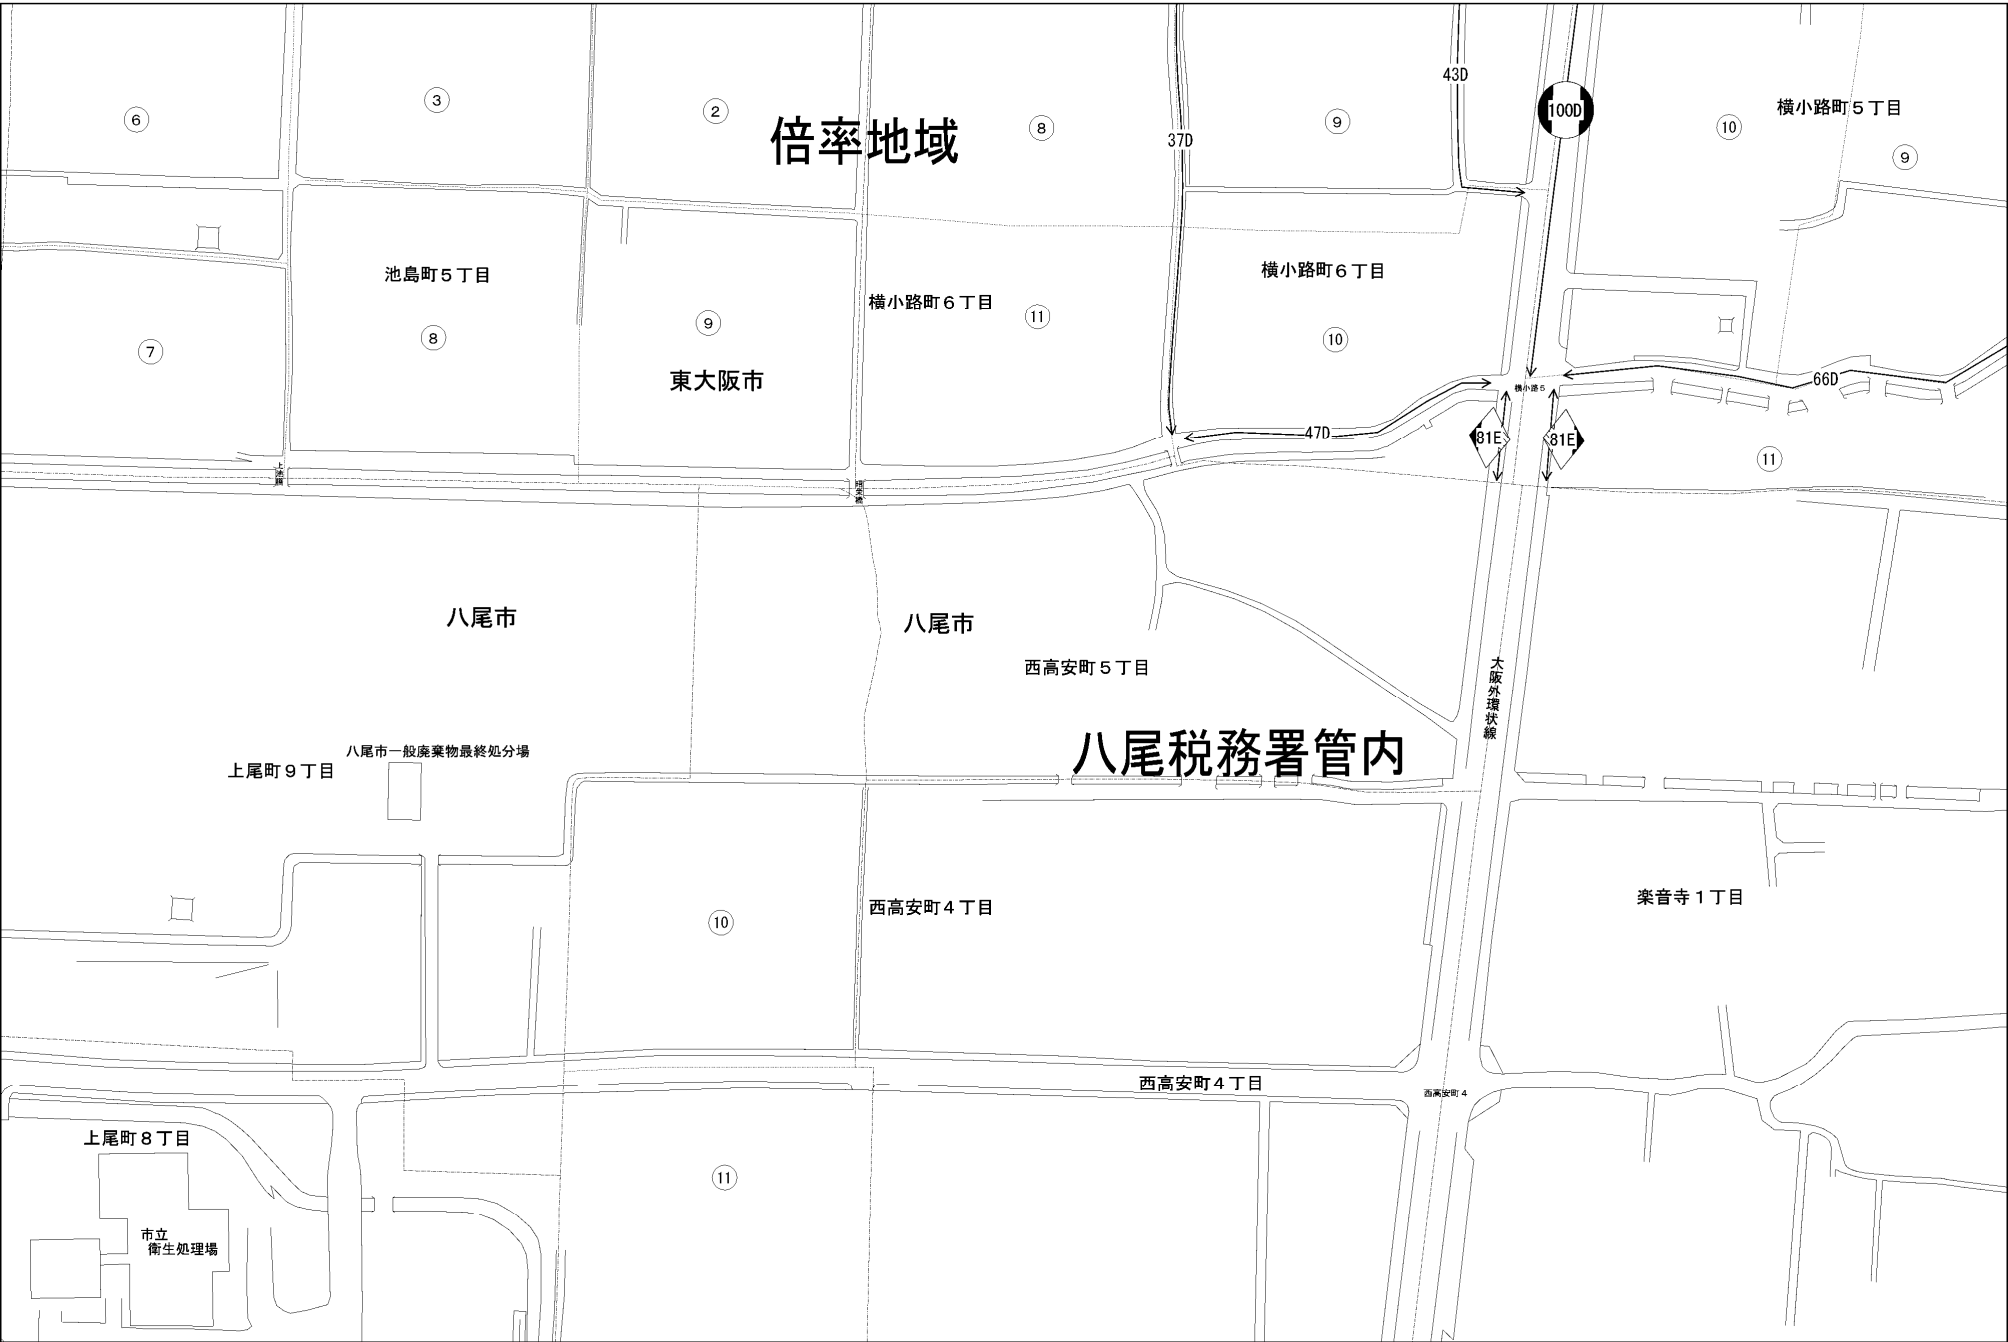 43D
100D
3
横小路町５丁目
2
6
9
8
10
倍率地域
37D
9
横小路町６丁目
池島町５丁目
横小路町６丁目
11
9
8
10
7
東大阪市
66D
横小路５
47D
81E
81E
11
八尾市
八尾市
西高安町５丁目
大阪外環状線
八尾税務署管内
八尾市一般廃棄物最終処分場
上尾町９丁目
楽音寺１丁目
西高安町４丁目
10
西高安町４丁目
西高安町４
上尾町８丁目
11
市立
衛生処理場